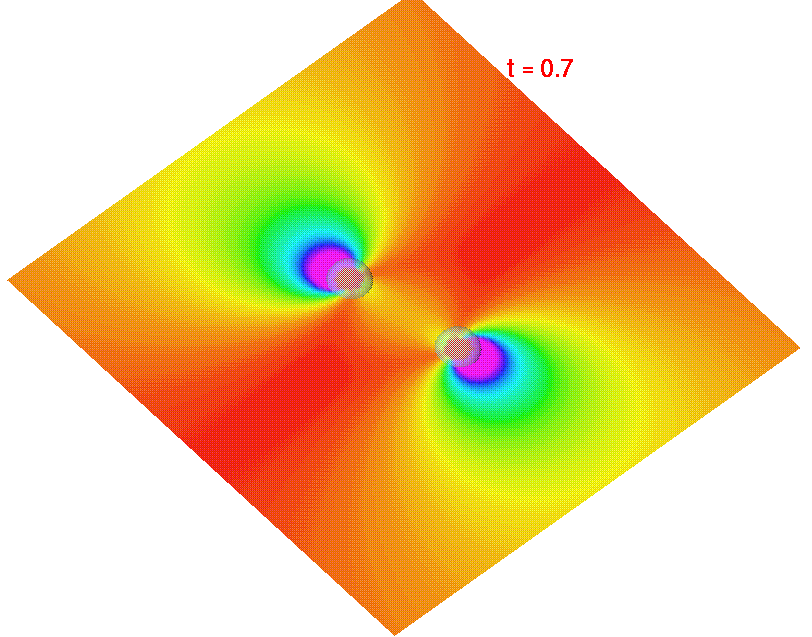 t = 0.7